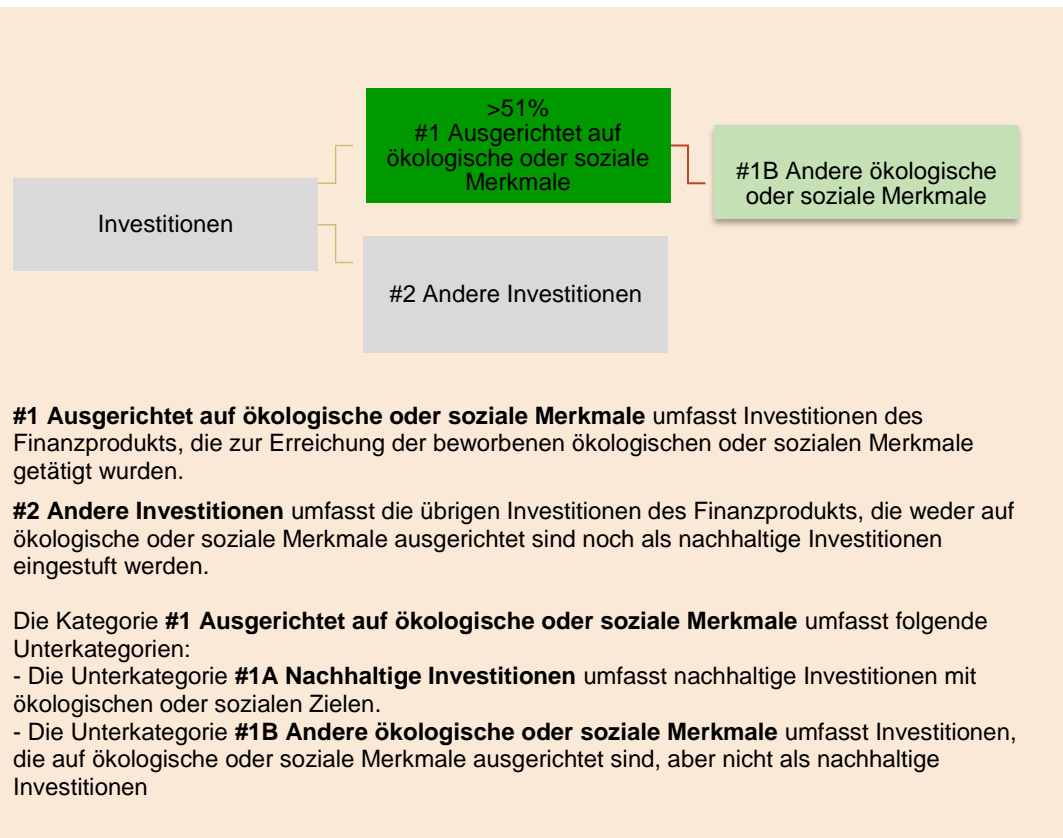 >51%
#1 Ausgerichtet auf
ökologische oder soziale
Merkmale
#1B Andere ökologische
oder soziale Merkmale
Investitionen
#2 Andere Investitionen
#1 Ausgerichtet auf ökologische oder soziale Merkmale umfasst Investitionen des
Finanzprodukts, die zur Erreichung der beworbenen ökologischen oder sozialen Merkmale
getätigt wurden.
#2 Andere Investitionen umfasst die übrigen Investitionen des Finanzprodukts, die weder auf
ökologische oder soziale Merkmale ausgerichtet sind noch als nachhaltige Investitionen
eingestuft werden.
Die Kategorie #1 Ausgerichtet auf ökologische oder soziale Merkmale umfasst folgende
Unterkategorien:
- Die Unterkategorie #1A Nachhaltige Investitionen umfasst nachhaltige Investitionen mit
ökologischen oder sozialen Zielen.
- Die Unterkategorie #1B Andere ökologische oder soziale Merkmale umfasst Investitionen,
die auf ökologische oder soziale Merkmale ausgerichtet sind, aber nicht als nachhaltige
Investitionen